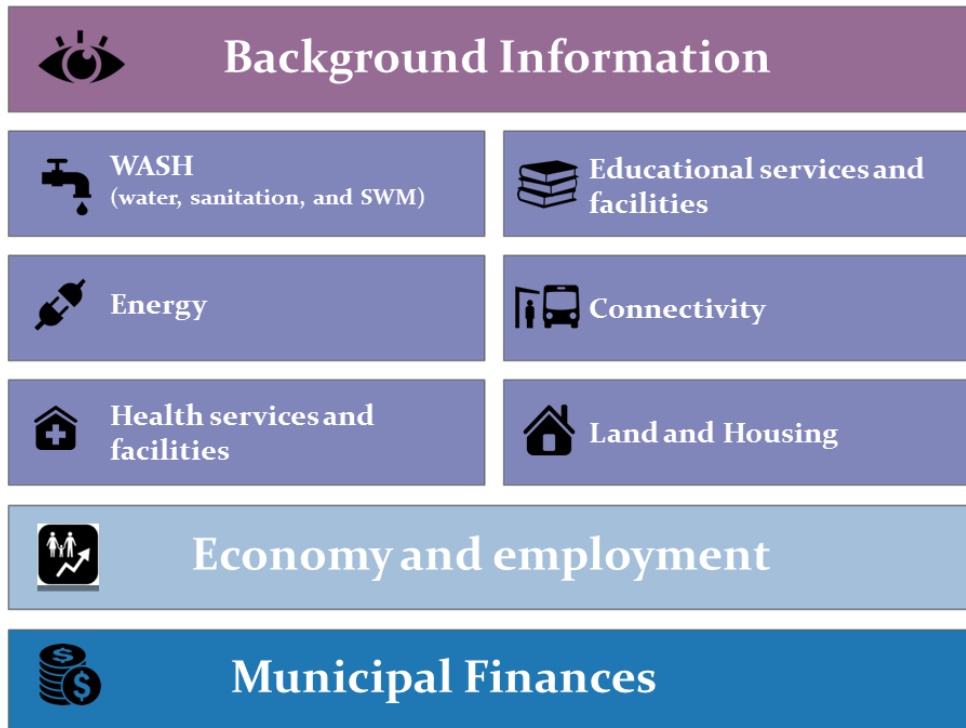 Background Information
WASH
(water, sanitation, and SWM)
Educational services and
facilities
Energy
Connectivity
Health services and
facilities
Land and Housing
Economy and employment
Municipal Finances